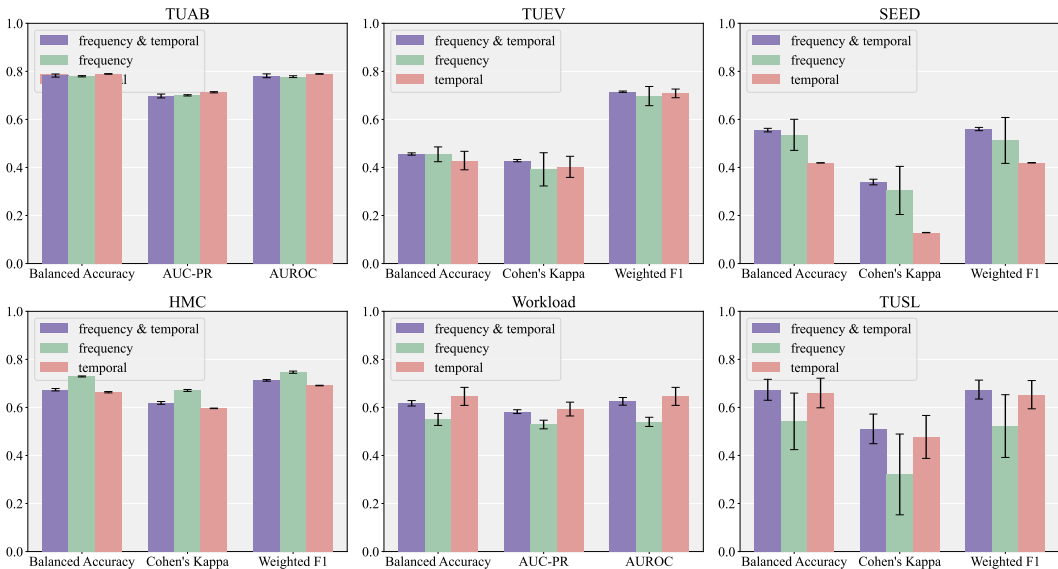 TUAB
1.0
0.8
0.6
0.4
0.2
0.0
frequency & temporal
frequency
al
Balanced Accuracy
AUC-PR
AUROC
TUEV
1.0
0.8
0.6
0.4
0.2
0.0
frequency & temporal
frequency
temporal
Balanced Accuracy
Cohen's Kappa
Weighted F1
SEED
1.0
0.8
0.6
0.4
0.2
0.0
frequency & temporal
frequency
temporal
Balanced Accuracy
Cohen's Kappa
Weighted F1
HMC
1.0
0.8
0.6
0.4
0.2
0.0
frequency & temporal
frequency
temporal
Balanced Accuracy
Cohen's Kappa
Weighted F1
Workload
1.0
0.8
0.6
0.4
0.2
0.0
frequency & temporal
frequency
temporal
Balanced Accuracy
AUC-PR
AUROC
TUSL
1.0
0.8
0.6
0.4
0.2
0.0
frequency & temporal
frequency
temporal
Balanced Accuracy
Cohen's Kappa
Weighted F1